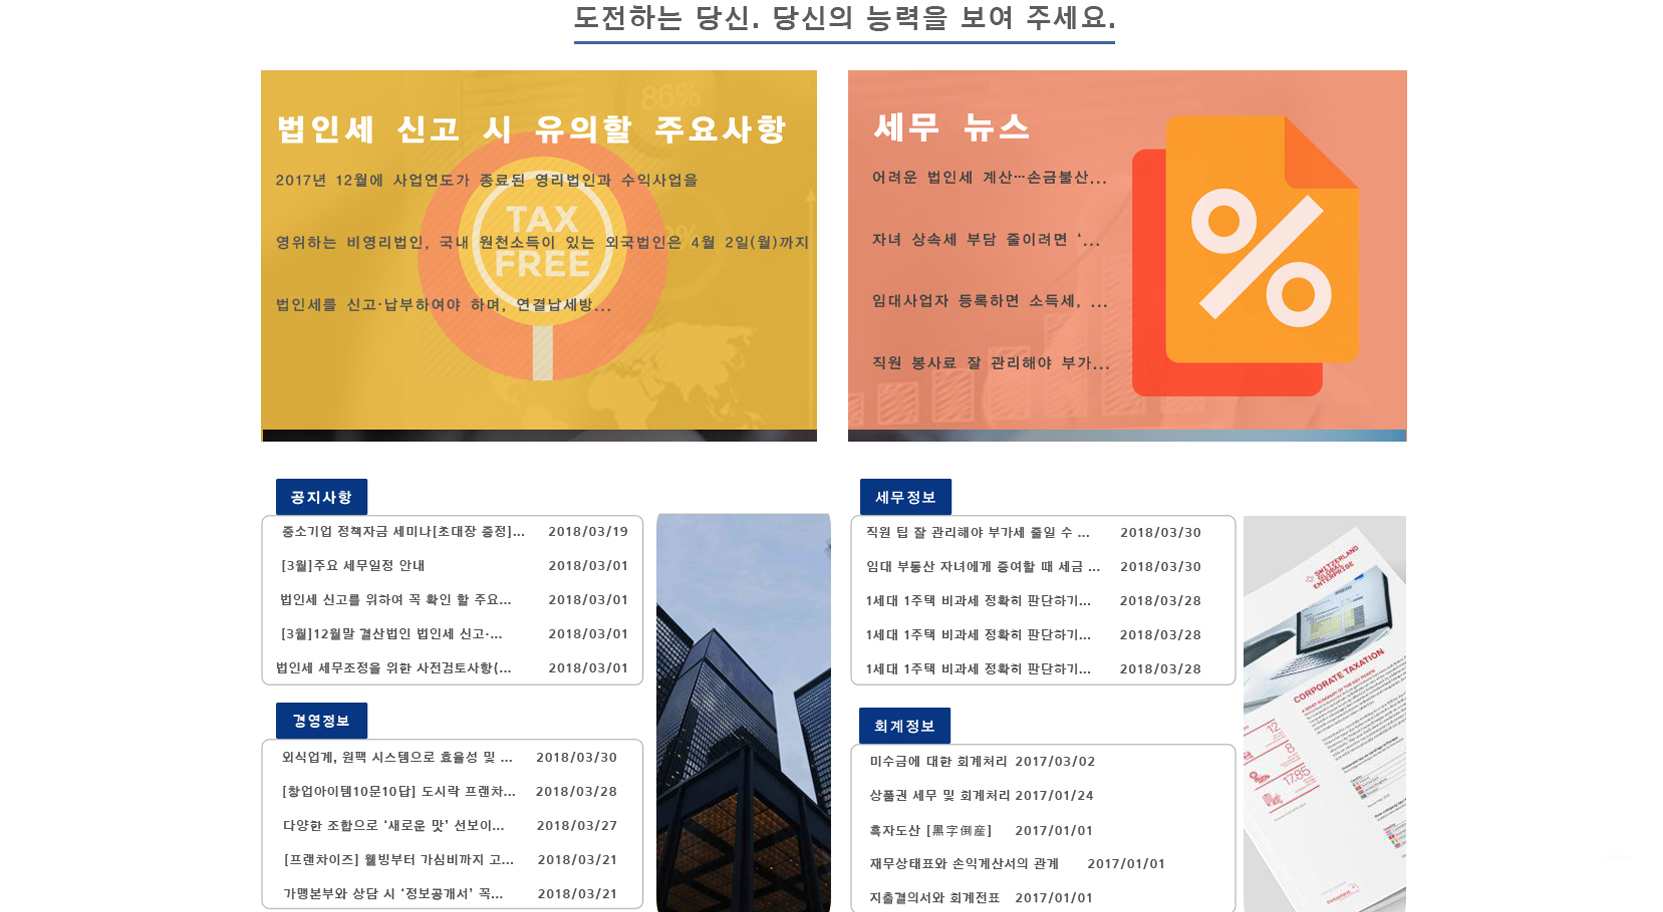 도전하는 당신. 당신의 능력을 보여 주세요.
86%
법인세 신고 시 유의할 주요사항
2017년 12월에 사업연도가 종료된 영리법인과 수익사업을
영위하는 비영리법인, 국내 원천소득이 있는 외국법인은 4월 2일(월)까지
법인세를 신고·납부하여야 하며, 연결납세방...
TAX
FREE
세무 뉴스
어려운 법인세 계산…손금불산...
자녀 상속세 부담 줄이려면 ‘...
임대사업자 등록하면 소득세, ...
직원 봉사료 잘 관리해야 부가...
%
공지사항
중소기업 정책자금 세미나[초대장 증정]... 2018/03/19
[3월]주요 세무일정 안내 2018/03/01
법인세 신고를 위하여 꼭 확인 할 주요... 2018/03/01
[3월]12월말 결산법인 법인세 신고·... 2018/03/01
법인세 세무조정을 위한 사전검토사항(... 2018/03/01
세무정보
직원 팁 잘 관리해야 부가세 줄일 수 ... 2018/03/30
임대 부동산 자녀에게 증여할 때 세금 ... 2018/03/30
1세대 1주택 비과세 정확히 판단하기... 2018/03/28
1세대 1주택 비과세 정확히 판단하기... 2018/03/28
1세대 1주택 비과세 정확히 판단하기... 2018/03/28
경영정보
외식업계, 원팩 시스템으로 효율성 및 ... 2018/03/30
[창업아이템10문10답] 도시락 프랜차... 2018/03/28
다양한 조합으로 ‘새로운 맛’ 선보이... 2018/03/27
[프랜차이즈] 웰빙부터 가심비까지 고... 2018/03/21
가맹본부와 상담 시 ‘정보공개서’ 꼭... 2018/03/21
회계정보
미수금에 대한 회계처리 2017/03/02
상품권 세무 및 회계처리 2017/01/24
흑자도산 [黑字倒産] 2017/01/01
재무상태표와 손익계산서의 관계 2017/01/01
지출결의서와 회계전표 2017/01/01
SWITZERLAND
GLOBAL
ENTERPRISE
CORPORATE TAXATION
12
8
17.85